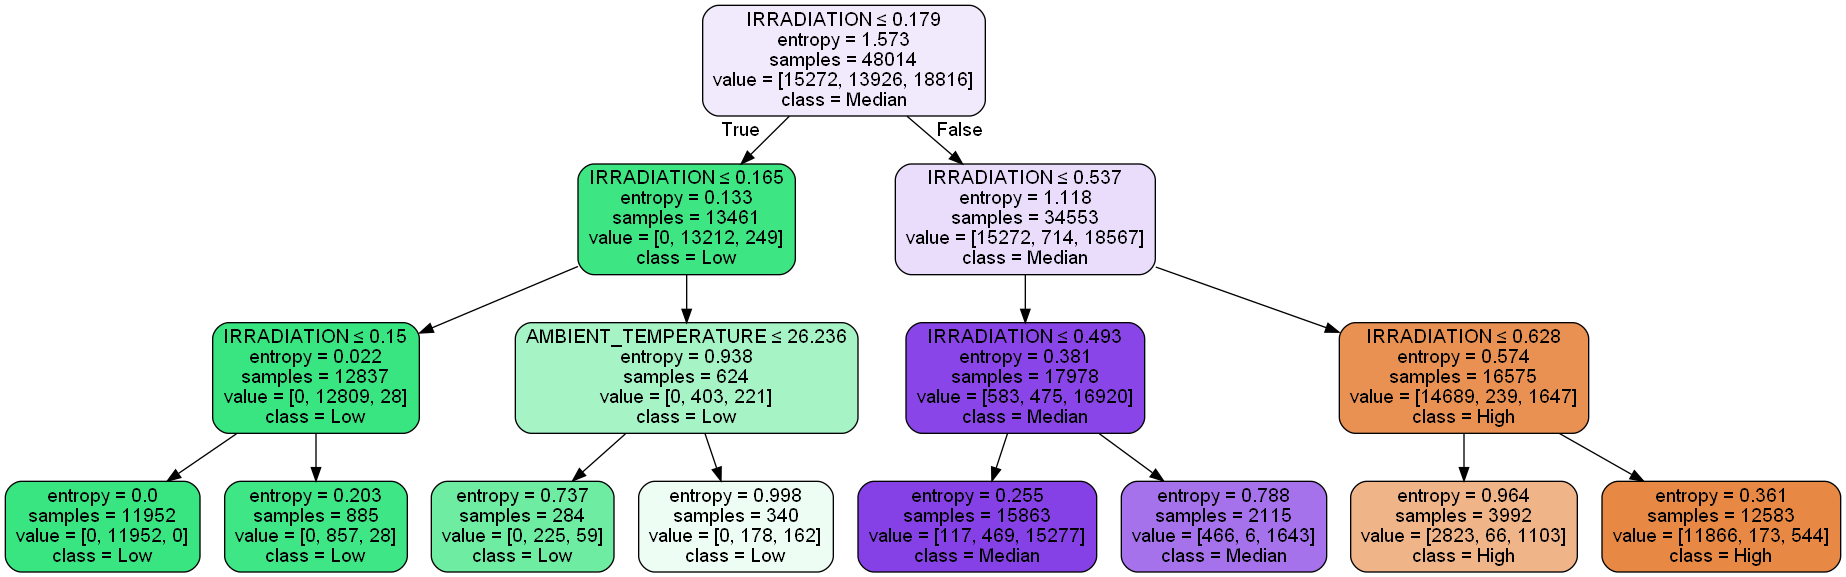 IRRADIATION ≤ 0.179
entropy = 1.573
samples = 48014
value = [15272, 13926, 18816]
class = Median
True
False
IRRADIATION ≤ 0.165
entropy = 0.133
samples = 13461
value = [0, 13212, 249]
class = Low
IRRADIATION ≤ 0.537
entropy = 1.118
samples = 34553
value = [15272, 714, 18567]
class = Median
IRRADIATION ≤ 0.15
entropy = 0.022
samples = 12837
value = [0, 12809, 28]
class = Low
AMBIENT_TEMPERATURE ≤ 26.236
entropy = 0.938
samples = 624
value = [0, 403, 221]
class = Low
IRRADIATION ≤ 0.493
entropy = 0.381
samples = 17978
value = [583, 475, 16920]
class = Median
IRRADIATION ≤ 0.628
entropy = 0.574
samples = 16575
value = [14689, 239, 1647]
class = High
entropy = 0.0
samples = 11952
value = [0, 11952, 0]
class = Low
entropy = 0.203
samples = 885
value = [0, 857, 28]
class = Low
entropy = 0.737
samples = 284
value = [0, 225, 59]
class = Low
entropy = 0.998
samples = 340
value = [0, 178, 162]
class = Low
entropy = 0.255
samples = 15863
value = [117, 469, 15277]
class = Median
entropy = 0.788
samples = 2115
value = [466, 6, 1643]
class = Median
entropy = 0.964
samples = 3992
value = [2823, 66, 1103]
class = High
entropy = 0.361
samples = 12583
value = [11866, 173, 544]
class = High